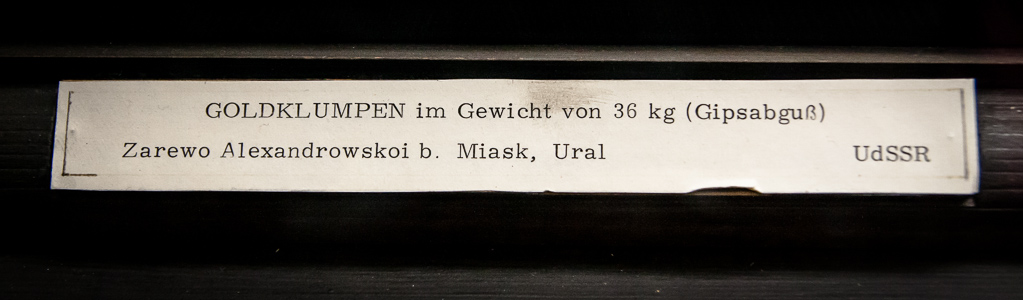 GOLDKLUMPEN im Gewicht von 36 kg (Gipsabguß)
Zarewo Alexandrowskoi b. Miask, Ural UdSSR